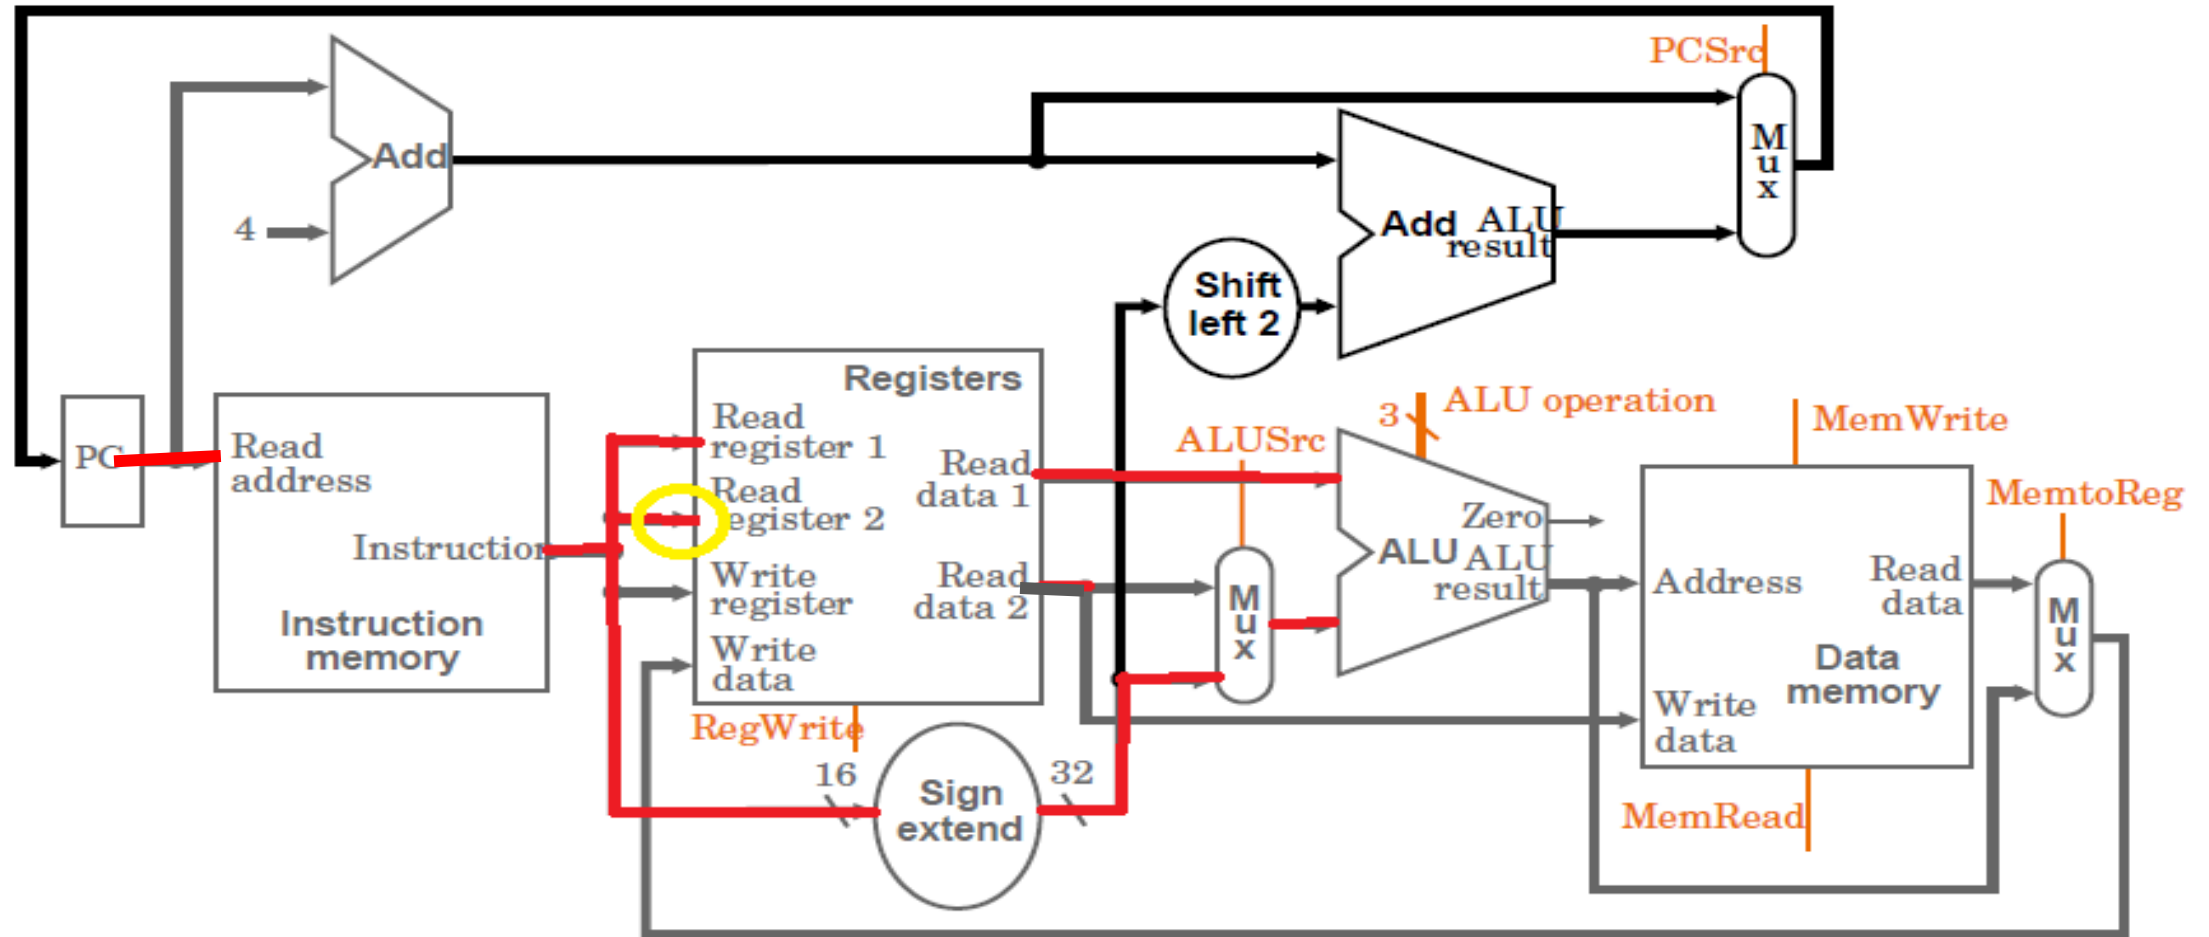 PCSrc
M
u
x
Add
4
Add ALU
result
Shift
left 2
PC
Read
address
Instruction
Instruction
memory
Registers
Read
register 1
Read
register 2
Write
register
Write
data
Read
data 1
Read
data 2
RegWrite
16
Sign
extend
32
ALUSrc
M
u
x
3
ALU operation
Zero
ALU ALU
result
MemWrite
Address
Read
data
Data
memory
Write
data
MemRead
MemtoReg
M
u
x